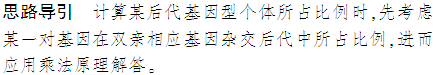 思路导引 计算某后代基因型个体所占比例时,先考虑
某一对基因在双亲相应基因杂交后代中所占比例,进而
应用乘法原理解答。